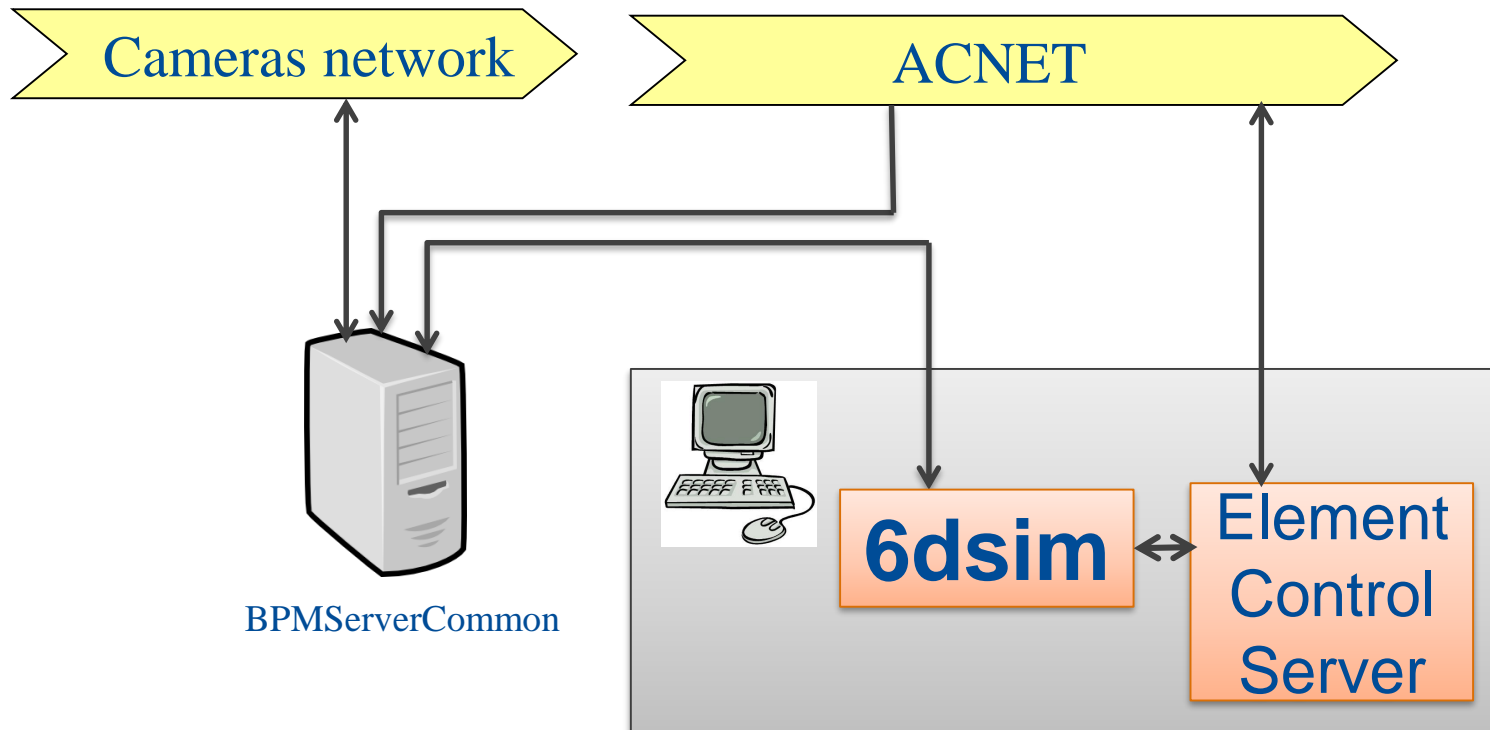 Cameras network
ACNET
BPMServerCommon
6dsim
Element
Control
Server